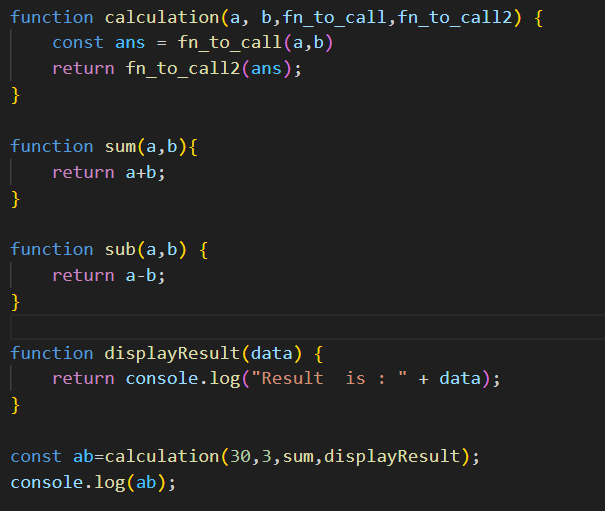 function calculation(a, b,fn_to_call,fn_to_call2) {
    const ans = fn_to_call(a,b)
    return fn_to_call2(ans);
}

function sum(a,b){
    return a+b;
}

function sub(a,b) {
    return a-b;
}

function displayResult(data) {
    return console.log("Result  is : " + data);
}

const ab=calculation(30,3,sum,displayResult);
console.log(ab);